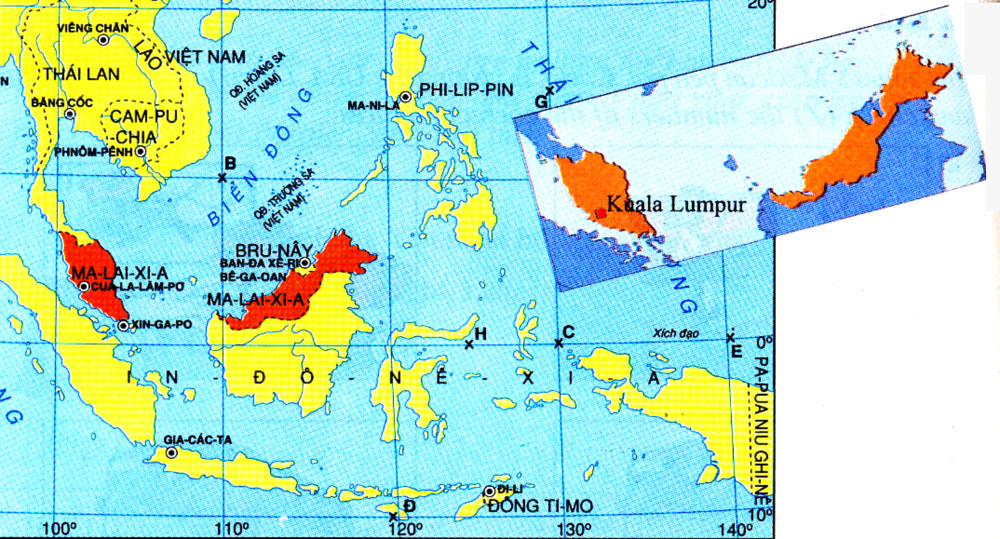 20°
VIÊNG CHĂN
LÀO
VIỆT NAM
N
THÁI LAN
BĂNG CỐC
CAM-PU
-CHIA
PHNÔM-PÊNH
QĐ. HOÀNG SA
(VIỆT NAM)
BIỂN ĐÔNG
QĐ. TRƯỜNG SA
(VIỆT NAM)
PHI-LIP-PIN
MA-NI-LA
THÁI
G
B
Kuala Lumpur
BRU-NÂY
BAN-ĐA XÊ-RI
BÊ-GA-OAN
MA-LAI-XI-A
CUA-LA-LĂM-PƠ
MA-LAI-XI-A
XIN-GA-PO
NG
H
C
Xích đạo
E
0°
IN-ĐÔ-NÊ-XI-A
PA-PUA NIU GHI-NÊ
NG
GIA-CÁC-TA
ĐI-LI
ĐÔNG TI-MO
Đ
10°
100°
110°
120°
130°
140°